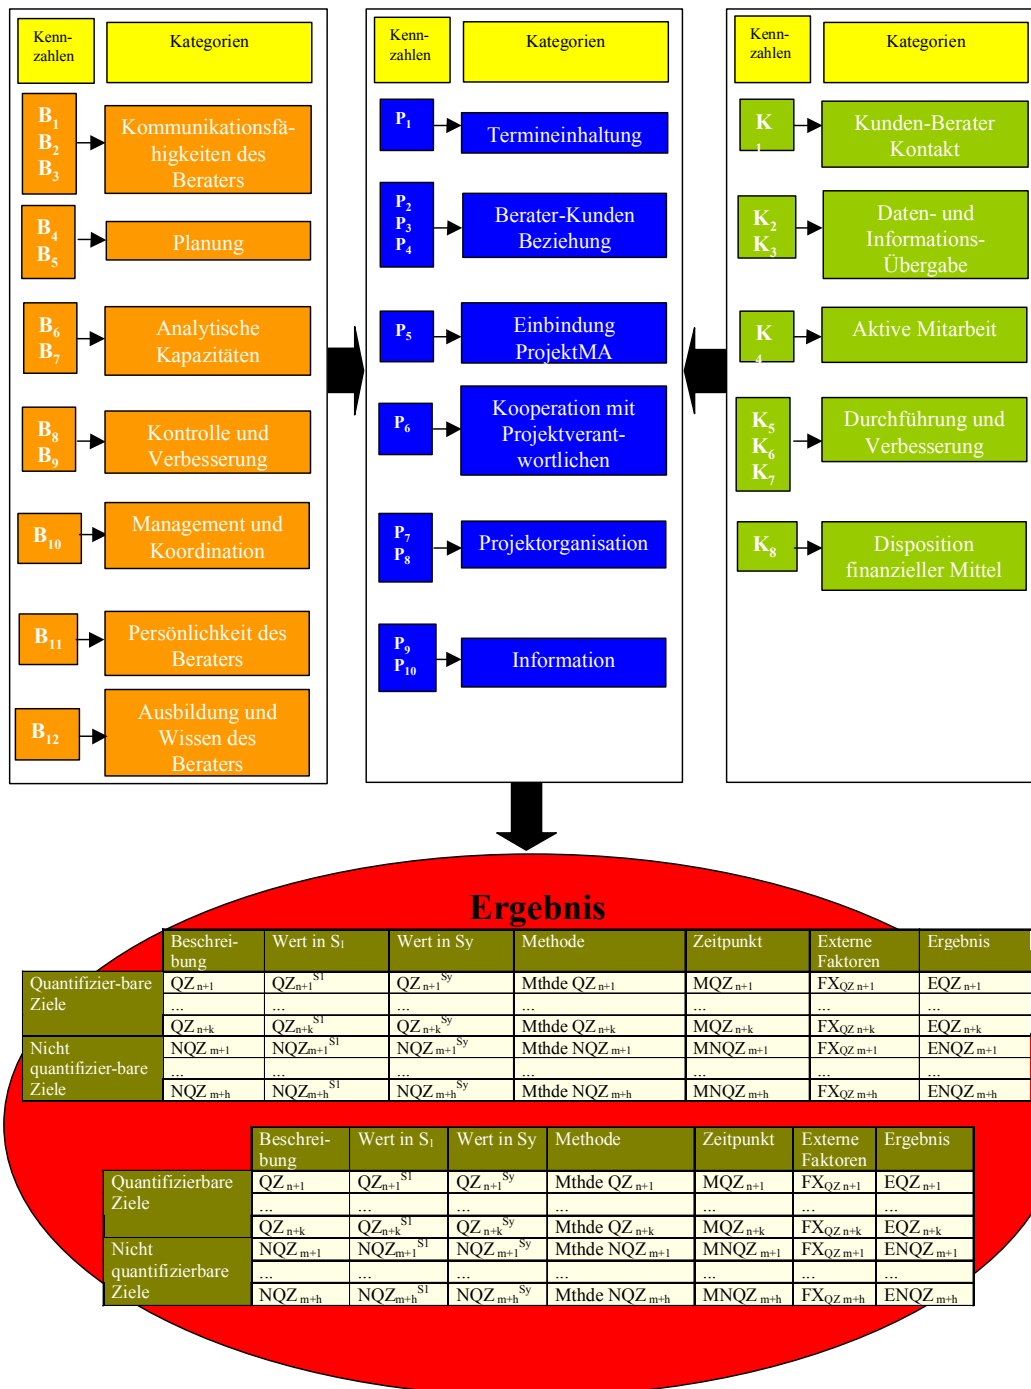 Kenn-
zahlen
Kategorien
B1
B2
B3
Kommunikationsfä-
higkeiten des
Beraters
B4
B5
Planung
B6
B7
Analytische
Kapazitäten
B8
B9
Kontrolle und
Verbesserung
B10
Management und
Koordination
B11
Persönlichkeit des
Beraters
B12
Ausbildung und
Wissen des
Beraters
Kenn-
zahlen
Kategorien
P1
Termineinhaltung
P2
P3
P4
Berater-Kunden
Beziehung
P5
Einbindung
ProjektMA
P6
Kooperation mit
Projektverant-
wortlichen
P7
P8
Projektorganisation
P9
P10
Information
Kenn-
zahlen
Kategorien
K
1
Kunden-Berater
Kontakt
K2
K3
Daten- und
Informations-
Übergabe
K
4
Aktive Mitarbeit
K5
K6
K7
Durchführung und
Verbesserung
K8
Disposition
finanzieller Mittel
Ergebnis
Beschrei-
bung
Wert in S1
Wert in Sy
Methode
Zeitpunkt
Externe
Faktoren
Ergebnis
Quantifizier-bare
Ziele
QZ n+1 QZn+1 S1 QZ n+1 Sy Mthde QZ n+1 MQZ n+1 FXQZ n+1 EQZ n+1
... ... ... ... ... ... ...
QZ n+k QZn+k S1 QZ n+k Sy Mthde QZ n+k MQZ n+k FXQZ n+k EQZ n+k
Nicht
quantifizier-bare
Ziele
NQZ m+1 NQZm+1 S1 NQZ m+1 Sy Mthde NQZ m+1 MNQZ m+1 FXQZ m+1 ENQZ m+1
... ... ... ... ... ... ...
NQZ m+h NQZm+h S1 NQZ m+h Sy Mthde NQZ m+h MNQZ m+h FXQZ m+h ENQZ m+h
Beschrei-
bung
Wert in S1
Wert in Sy
Methode
Zeitpunkt
Externe
Faktoren
Ergebnis
Quantifizierbare
Ziele
QZ n+1 QZn+1 S1 QZ n+1 Sy Mthde QZ n+1 MQZ n+1 FXQZ n+1 EQZ n+1
... ... ... ... ... ... ...
QZ n+k QZn+k S1 QZ n+k Sy Mthde QZ n+k MQZ n+k FXQZ n+k EQZ n+k
Nicht
quantifizierbare
Ziele
NQZ m+1 NQZm+1 S1 NQZ m+1 Sy Mthde NQZ m+1 MNQZ m+1 FXQZ m+1 ENQZ m+1
... ... ... ... ... ... ...
NQZ m+h NQZm+h S1 NQZ m+h Sy Mthde NQZ m+h MNQZ m+h FXQZ m+h ENQZ m+h